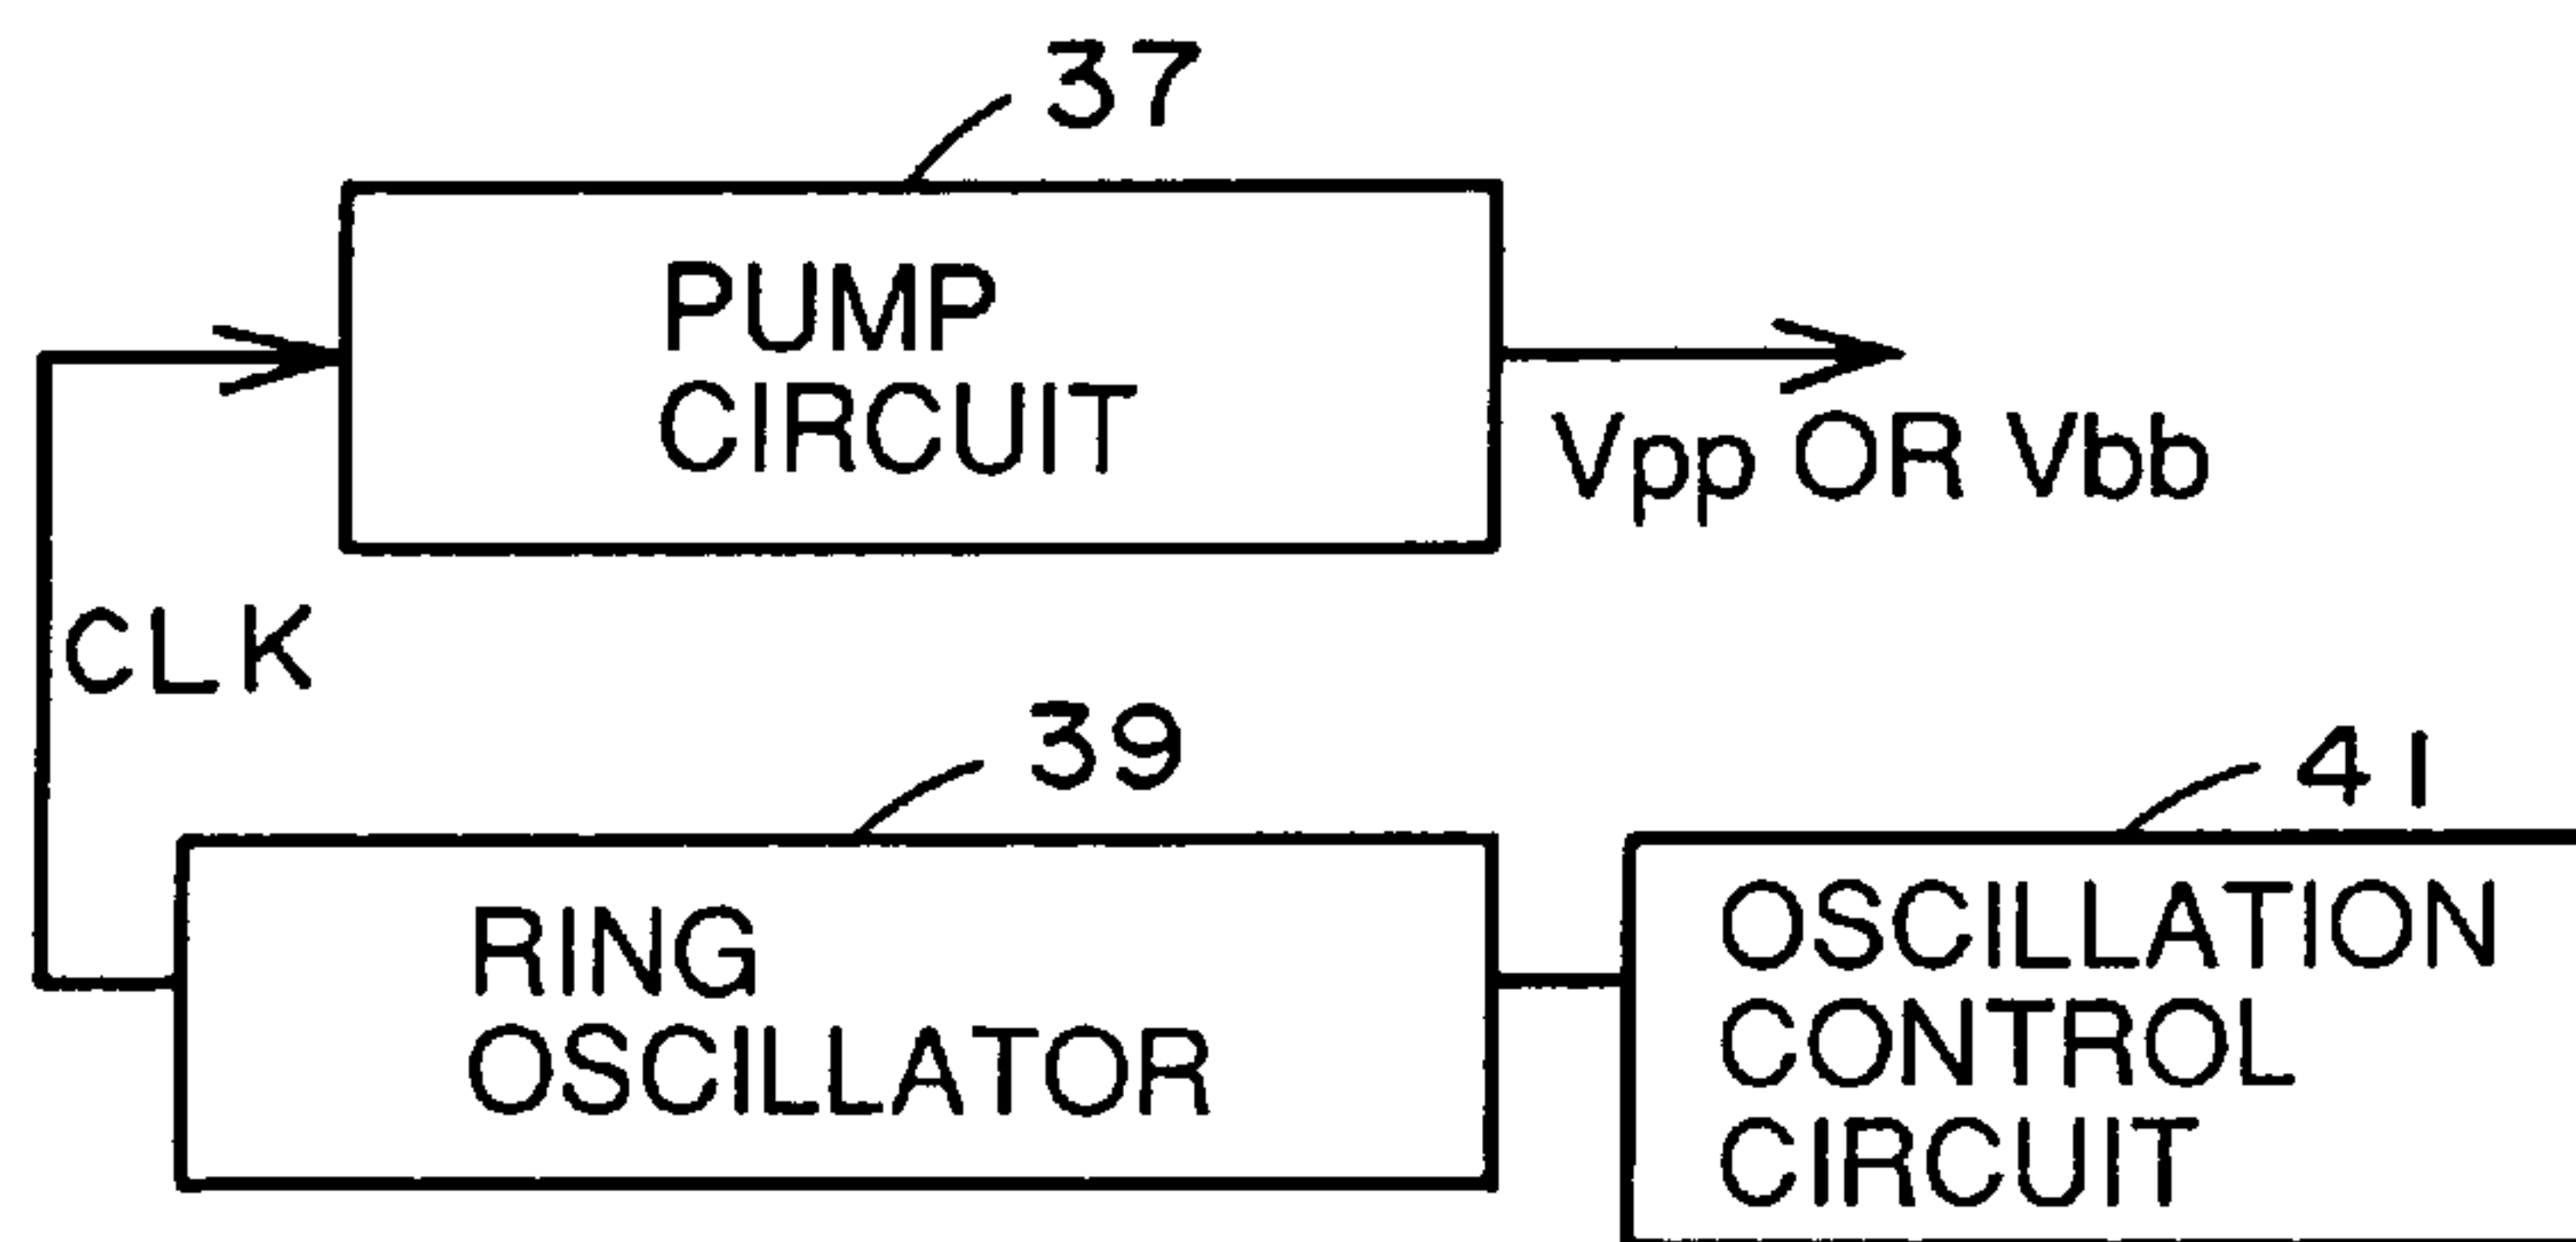 37
PUMP
CIRCUIT
Vpp OR Vbb
CLK
39
41
RING
OSCILLATOR
OSCILLATION
CONTROL
CIRCUIT